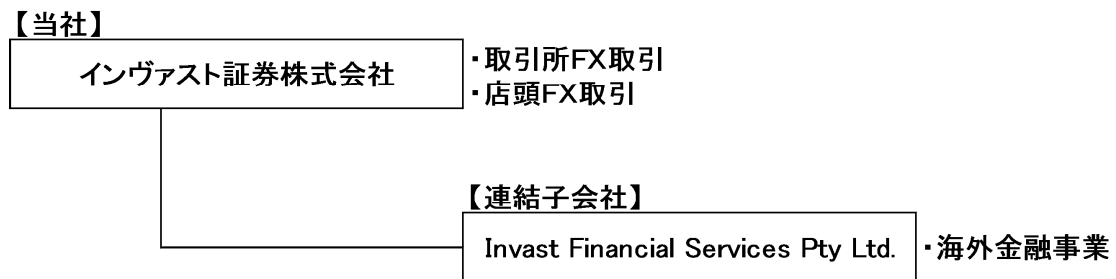 【当社】
インヴァスト証券株式会社
・取引所FX取引
・店頭FX取引
【連結子会社】
Invast Financial Services Pty Ltd.
・海外金融事業